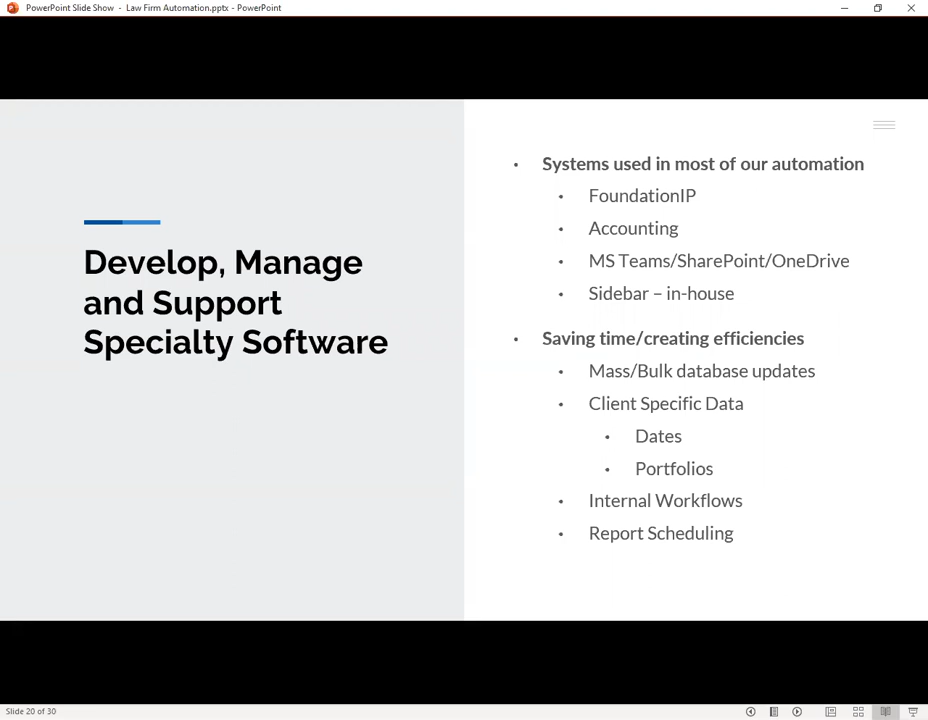 PowerPoint Slide Show - Law Firm Automation.pptx - PowerPoint
Develop, Manage
and Support
Specialty Software
• Systems used in most of our automation
• FoundationIP
• Accounting
• MS Teams/SharePoint/OneDrive
• Sidebar – in-house
• Saving time/creating efficiencies
• Mass/Bulk database updates
• Client Specific Data
• Dates
• Portfolios
• Internal Workflows
• Report Scheduling
Slide 20 of 30